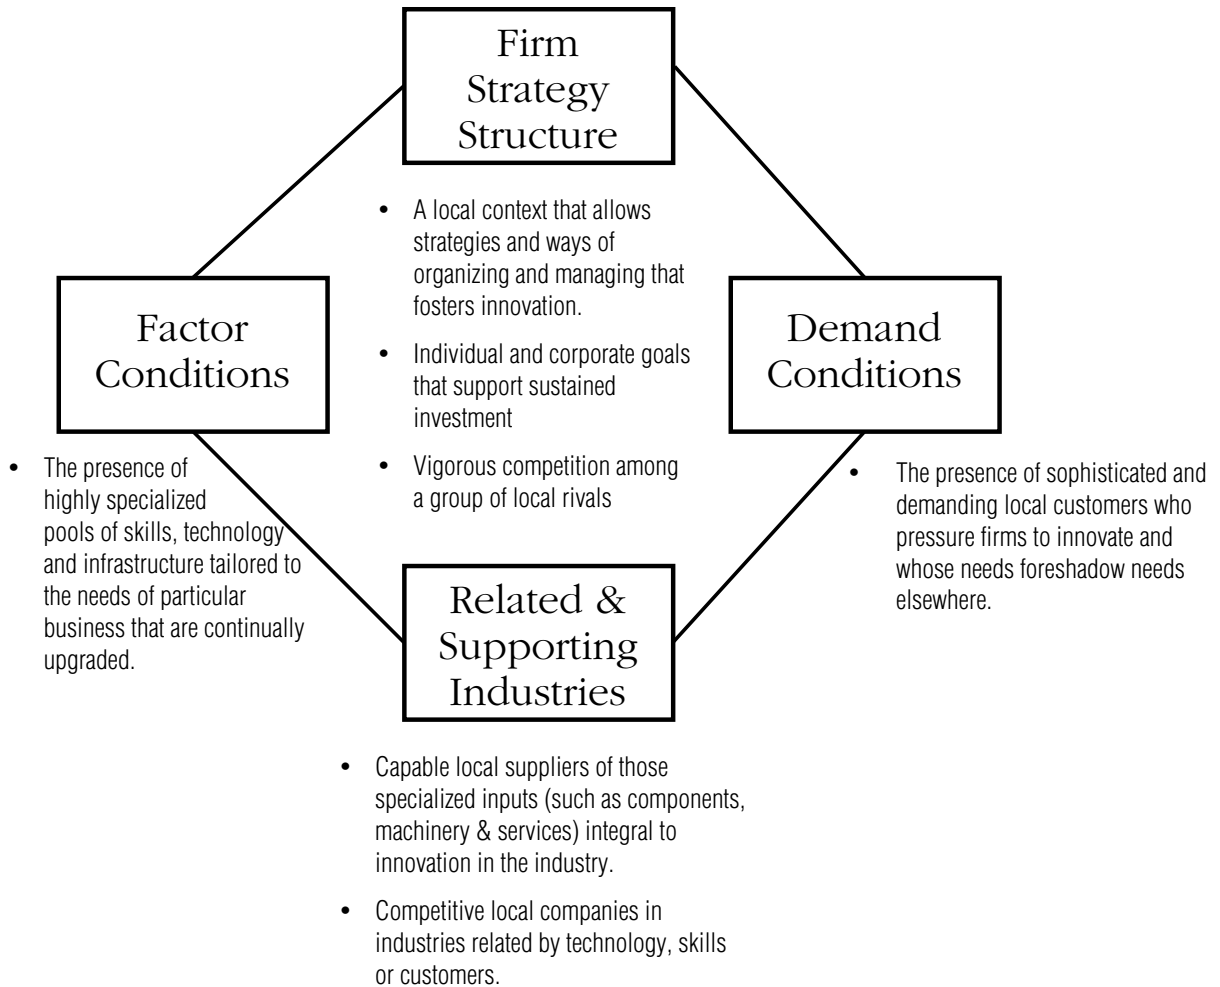 Firm
Strategy
Structure
• A local context that allows
strategies and ways of
organizing and managing that
fosters innovation.
• Individual and corporate goals
that support sustained
investment
• Vigorous competition among
a group of local rivals
Factor
Conditions
• The presence of
highly specialized
pools of skills, technology
and infrastructure tailored to
the needs of particular
business that are continually
upgraded.
Demand
Conditions
• The presence of sophisticated and
demanding local customers who
pressure firms to innovate and
whose needs foreshadow needs
elsewhere.
Related &
Supporting
Industries
• Capable local suppliers of those
specialized inputs (such as components,
machinery & services) integral to
innovation in the industry.
• Competitive local companies in
industries related by technology, skills
or customers.